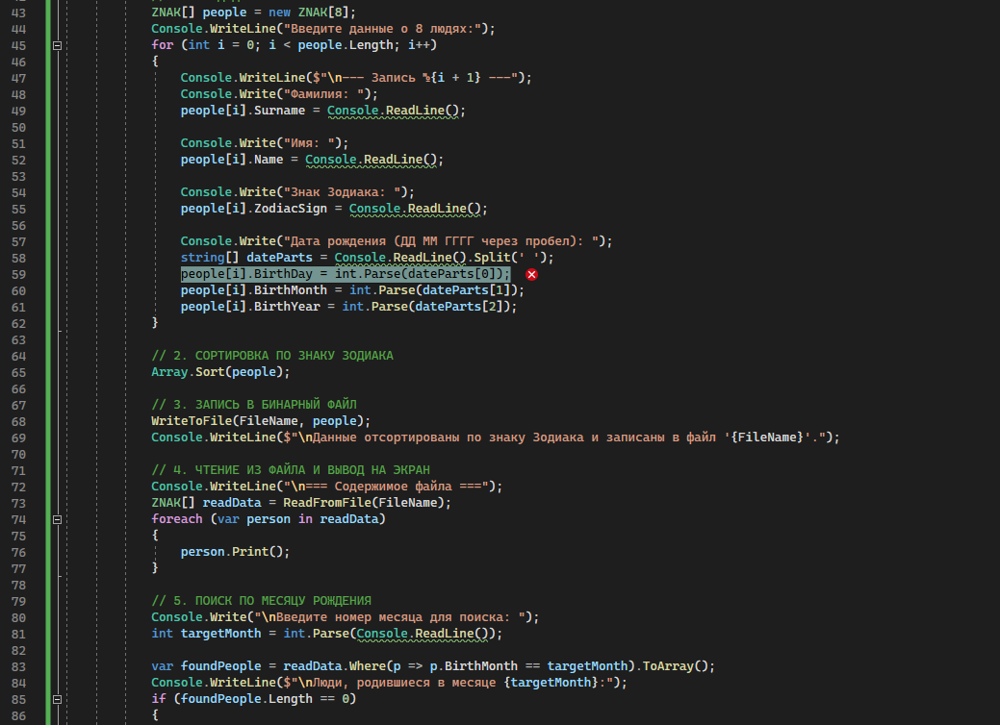 43 ZNAK[] people = new ZNAK[8];
44 Console.WriteLine("Введите данные о 8 людях:");
45 for (int i = 0; i < people.Length; i++)
46 {
47 Console.WriteLine($"\n--- Запись №{i + 1} ---");
48 Console.Write("Фамилия: ");
49 people[i].Surname = Console.ReadLine();
50
51 Console.Write("Имя: ");
52 people[i].Name = Console.ReadLine();
53
54 Console.Write("Знак Зодиака: ");
55 people[i].ZodiacSign = Console.ReadLine();
56
57 Console.Write("Дата рождения (ДД ММ ГГГГ через пробел): ");
58 string[] dateParts = Console.ReadLine().Split(' ');
59 people[i].BirthDay = int.Parse(dateParts[0]);
60 people[i].BirthMonth = int.Parse(dateParts[1]);
61 people[i].BirthYear = int.Parse(dateParts[2]);
62 }
63
64 // 2. СОРТИРОВКА ПО ЗНАКУ ЗОДИАКА
65 Array.Sort(people);
66
67 // 3. ЗАПИСЬ В БИНАРНЫЙ ФАЙЛ
68 WriteToFile(FileName, people);
69 Console.WriteLine($"\nДанные отсортированы по знаку Зодиака и записаны в файл '{FileName}'.");
70
71 // 4. ЧТЕНИЕ ИЗ ФАЙЛА И ВЫВОД НА ЭКРАН
72 Console.WriteLine("\n=== Содержимое файла ===");
73 ZNAK[] readData = ReadFromFile(FileName);
74 foreach (var person in readData)
75 {
76 person.Print();
77 }
78
79 // 5. ПОИСК ПО МЕСЯЦУ РОЖДЕНИЯ
80 Console.Write("\nВведите номер месяца для поиска: ");
81 int targetMonth = int.Parse(Console.ReadLine());
82
83 var foundPeople = readData.Where(p => p.BirthMonth == targetMonth).ToArray();
84 Console.WriteLine($"\nЛюди, родившиеся в месяце {targetMonth}:");
85 if (foundPeople.Length == 0)
86 {